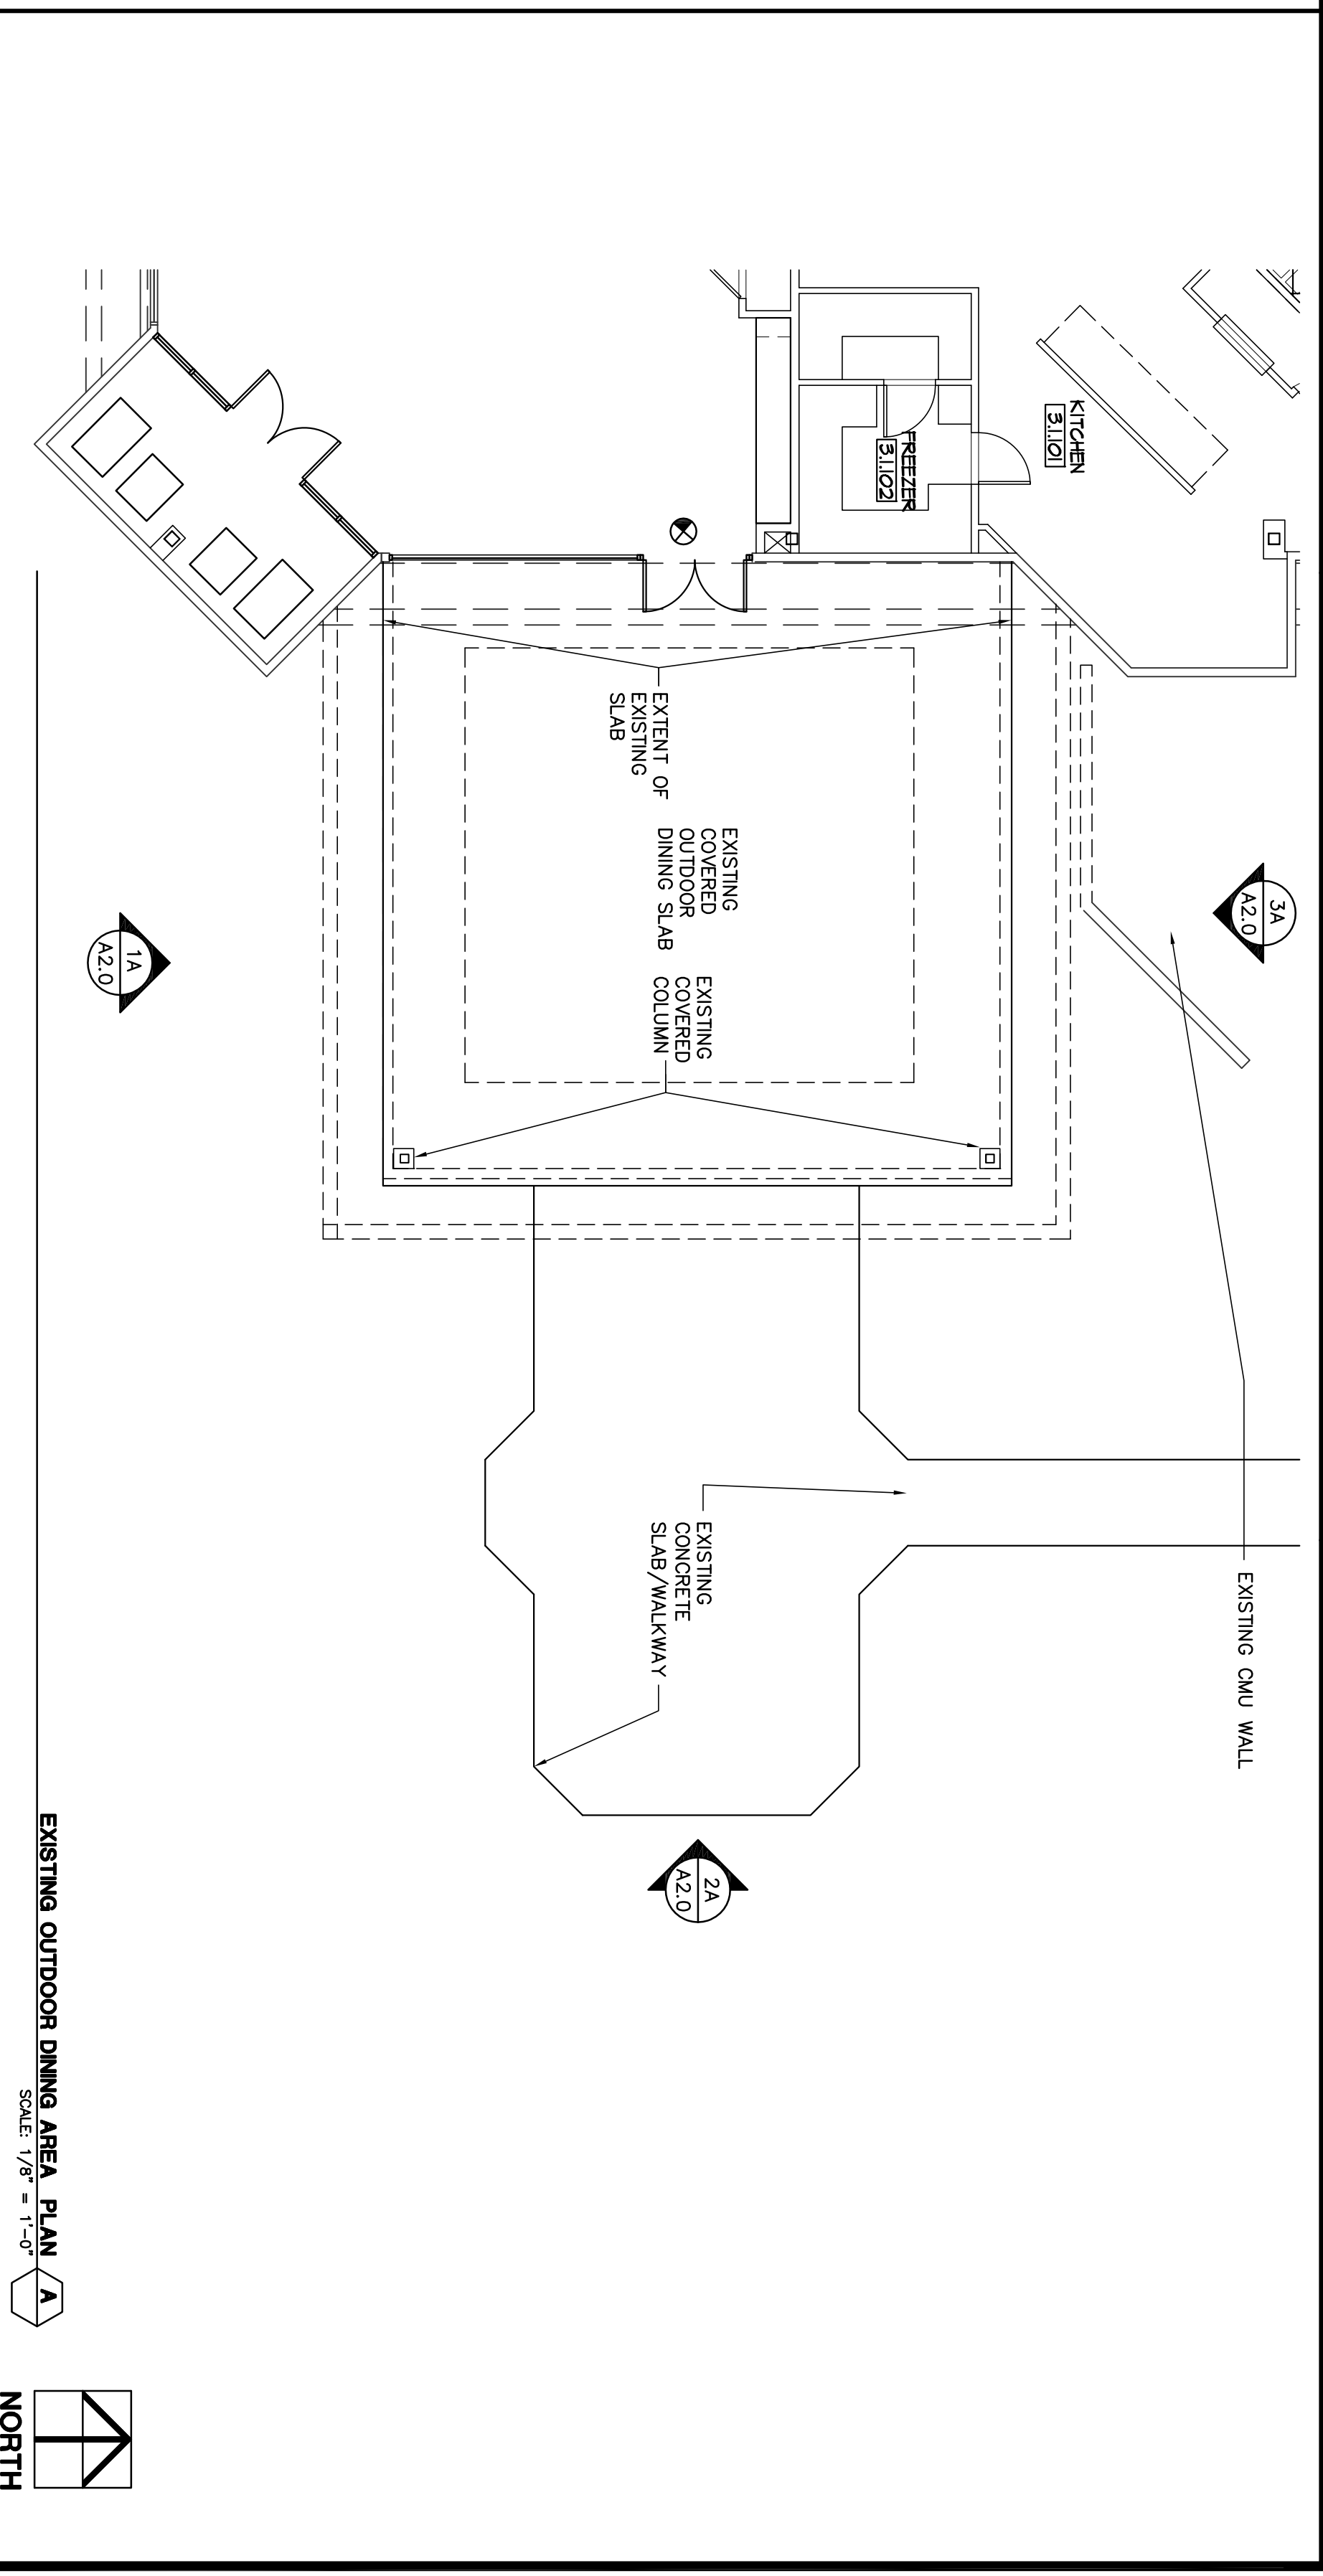 KITCHEN
3.1.101
FREEZER
3.1.102
3A
A2.0
EXISTING CMU WALL
EXTENT OF
EXISTING
SLAB
EXISTING
COVERED
OUTDOOR
DINING SLAB
EXISTING
COVERED
COLUMN
EXISTING
CONCRETE
SLAB/WALKWAY
2A
A2.0
1A
A2.0
EXISTING OUTDOOR DINING AREA PLAN
A
SCALE: 1/8" = 1'-0"
NORTH